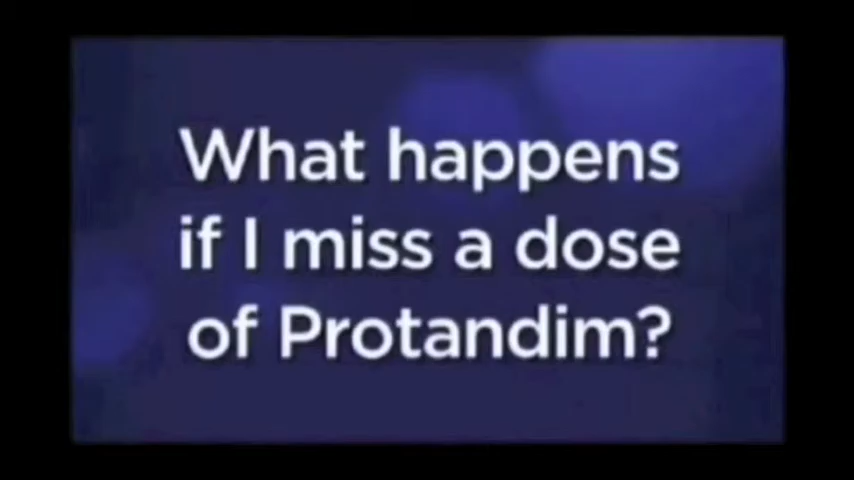 What happens
if I miss a dose
of Protandim?